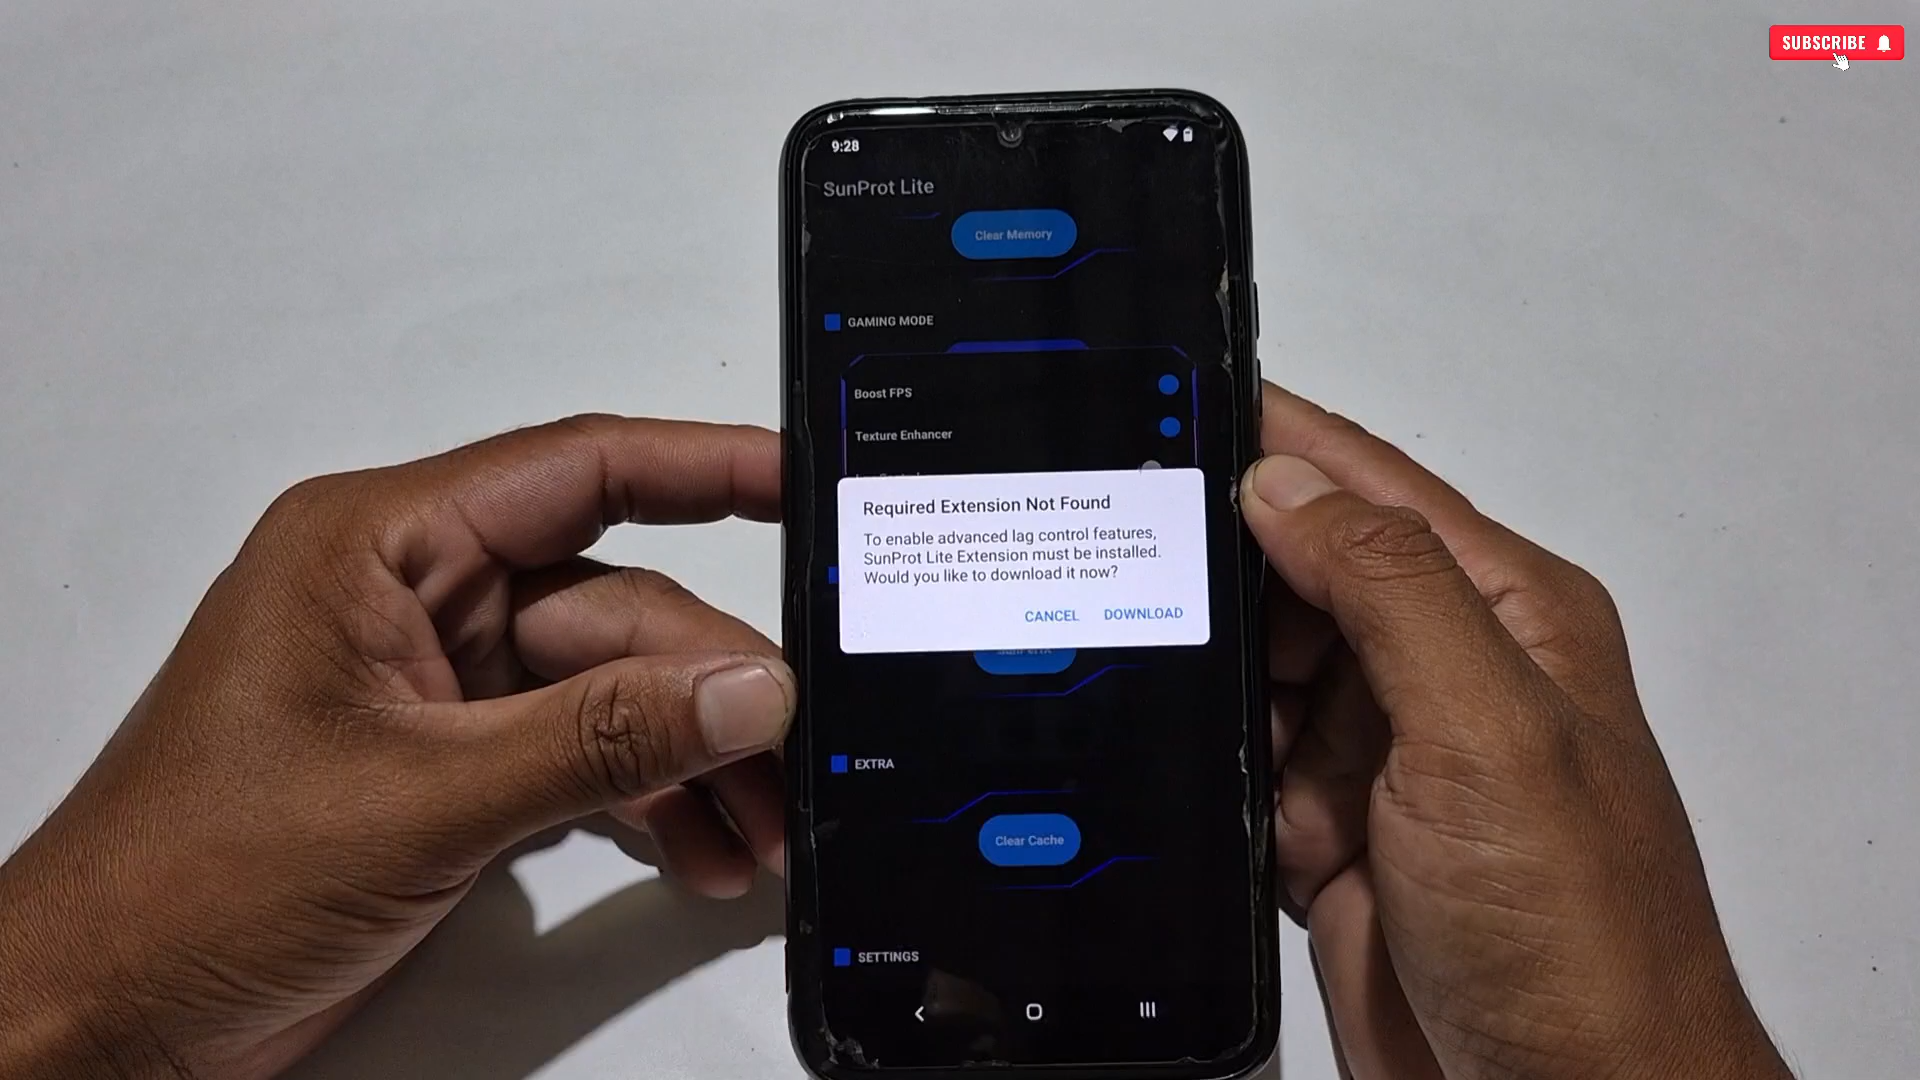 SUBSCRIBE
9:28
SunProt Lite
Clear Memory
GAMING MODE
Boost FPS
Texture Enhancer
Required Extension Not Found
To enable advanced lag control features,
SunProt Lite Extension must be installed.
Would you like to download it now?
CANCEL DOWNLOAD
EXTRA
Clear Cache
SETTINGS